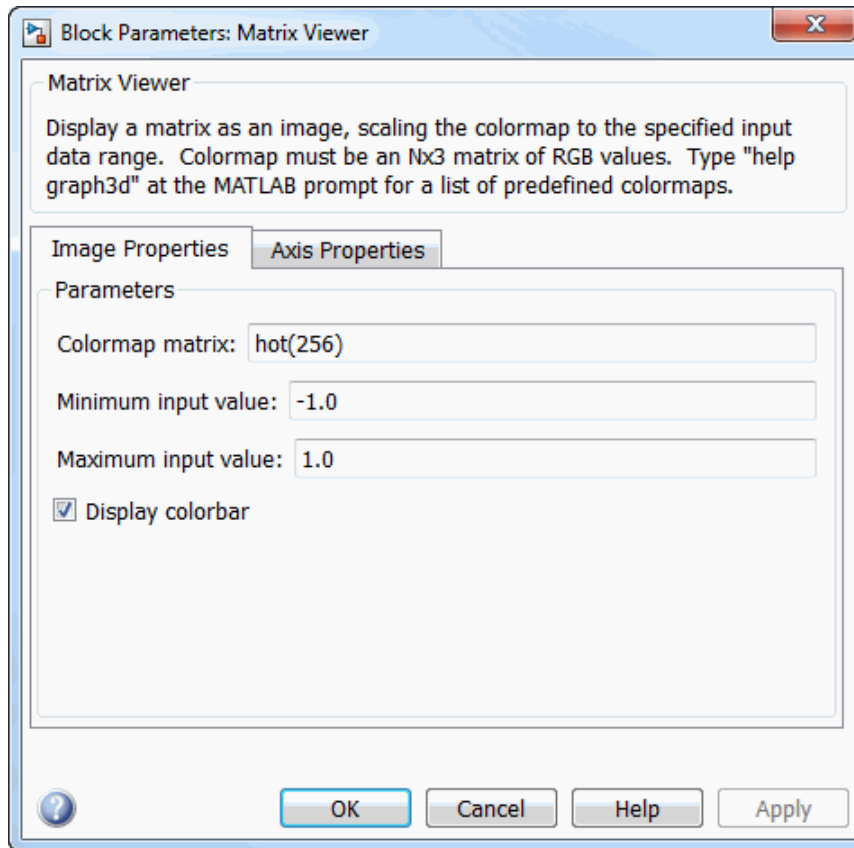 Block Parameters: Matrix Viewer
Matrix Viewer
Display a matrix as an image, scaling the colormap to the specified input
data range.  Colormap must be an Nx3 matrix of RGB values.  Type "help
graph3d" at the MATLAB prompt for a list of predefined colormaps.
Image Properties
Axis Properties
Parameters
Colormap matrix: hot(256)
Minimum input value: -1.0
Maximum input value: 1.0
Display colorbar
OK
Cancel
Help
Apply